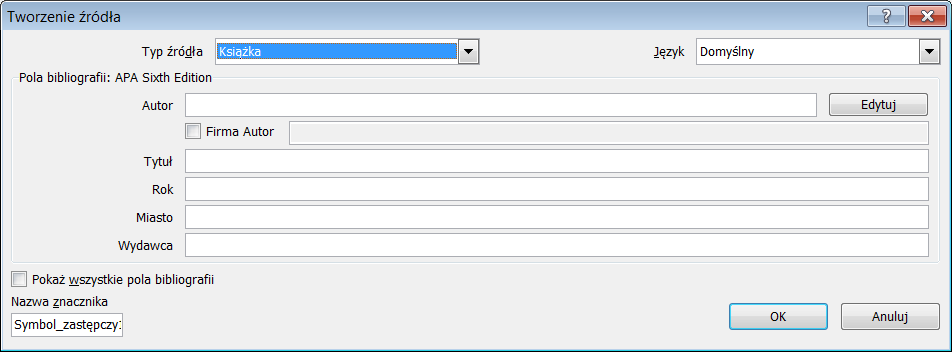 Tworzenie źródła
Typ źródła Książka Język Domyślny
Pola bibliografii: APA Sixth Edition
Autor Edytuj
Firma Autor
Tytuł
Rok
Miasto
Wydawca
Pokaż wszystkie pola bibliografii
Nazwa znacznika
Symbol_zastępczy1 OK Anuluj